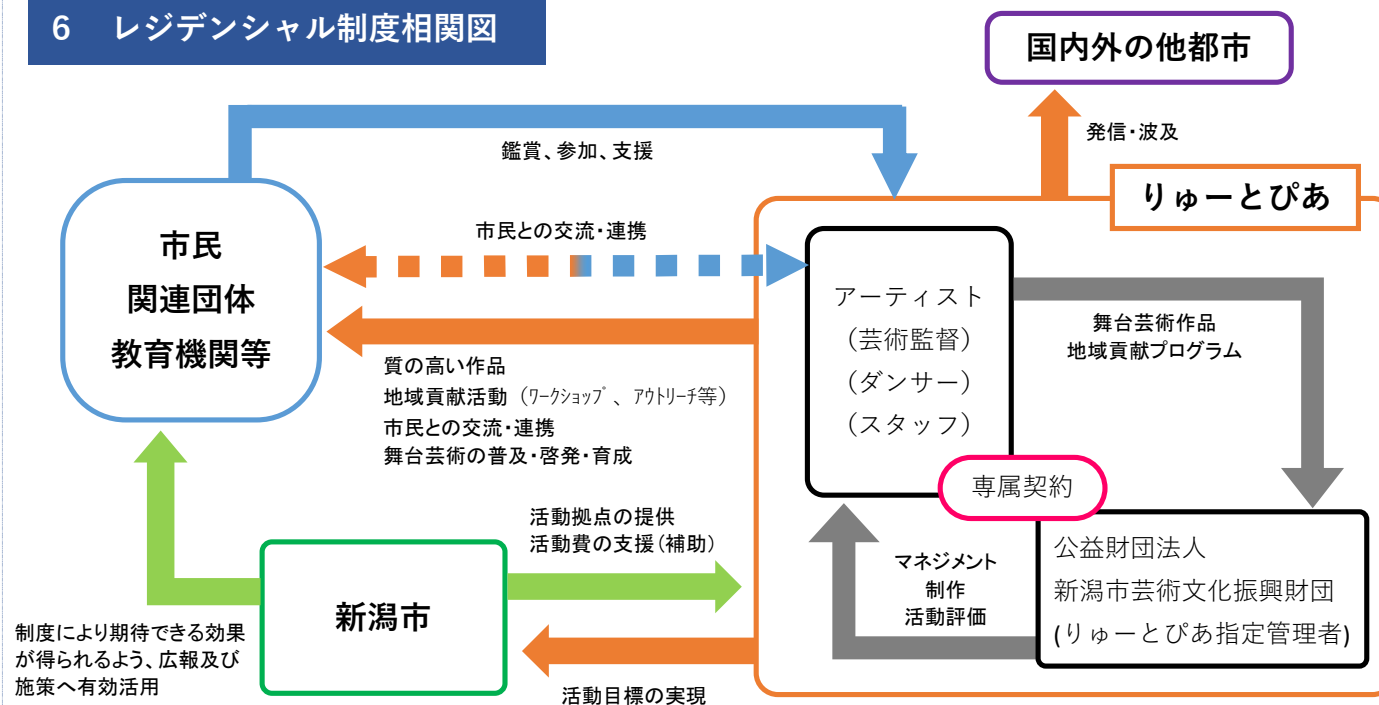 6 レジデンシャル制度相関図
国内外の他都市
発信・波及
鑑賞、参加、支援
りゅーとぴあ
市民
関連団体
教育機関等
市民との交流・連携
アーティスト
(芸術監督)
(ダンサー)
(スタッフ)
舞台芸術作品
地域貢献プログラム
質の高い作品
地域貢献活動（ﾜｰｸｼｮｯﾌﾟ、ｱｳﾄﾘｰﾁ等）
市民との交流・連携
舞台芸術の普及・啓発・育成
専属契約
活動拠点の提供
活動費の支援(補助)
マネジメント
制作
活動評価
公益財団法人
新潟市芸術文化振興財団
(りゅーとぴあ指定管理者)
新潟市
制度により期待できる効果
が得られるよう、広報及び
施策へ有効活用
活動目標の実現